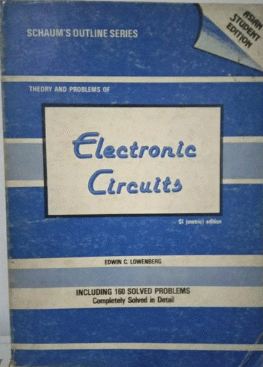 ASIAN
STUDENT
EDITION
SCHAUM'S OUTLINE SERIES
THEORY AND PROBLEMS OF
Electronic
Circuits
SI (metric) edition
EDWIN C. LOWENBERG
INCLUDING 160 SOLVED PROBLEMS
Completely Solved in Detail